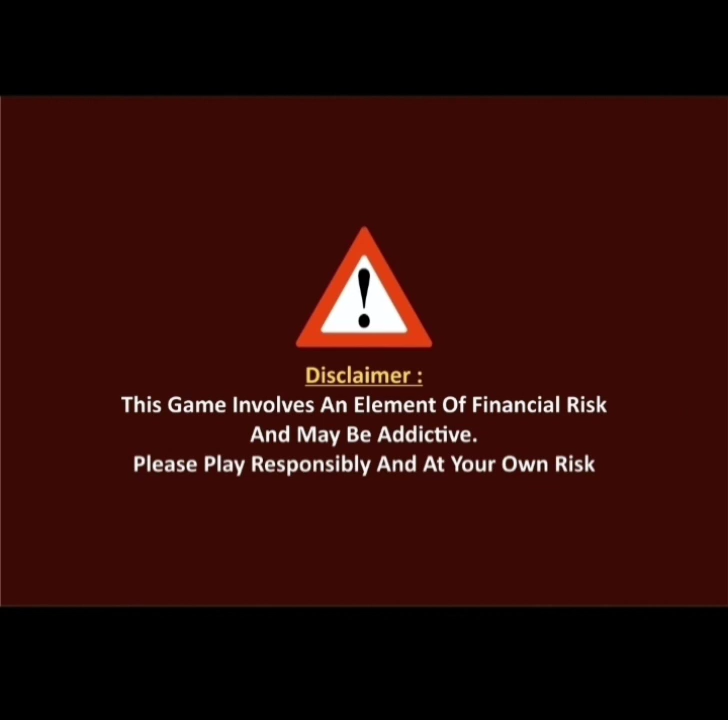 Disclaimer :
This Game Involves An Element Of Financial Risk
And May Be Addictive.
Please Play Responsibly And At Your Own Risk